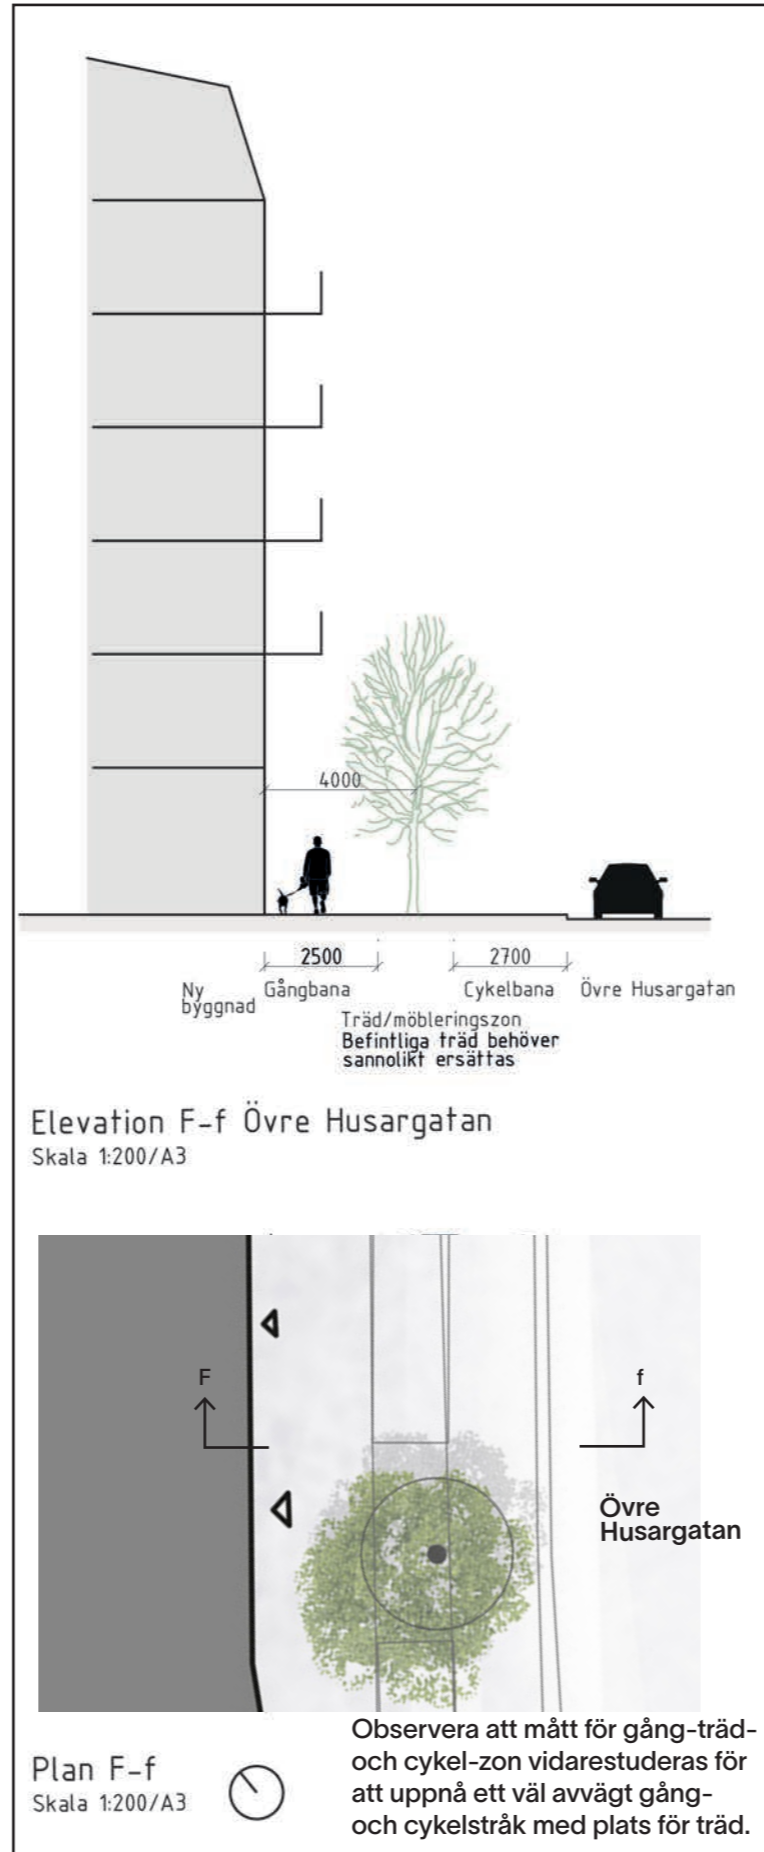 4000
2500
2700
Ny
byggnad
Gångbana
Cykelbana
Övre Husargatan
Träd/möbleringszon
Befintliga träd behöver
sannolikt ersättas
Elevation F-f Övre Husargatan
Skala 1:200/A3
F
f
Övre
Husargatan
Plan F-f
Skala 1:200/A3
Observera att mått för gång-träd-
och cykel-zon vidarestuderas för
att uppnå ett väl avvägt gång-
och cykelstråk med plats för träd.